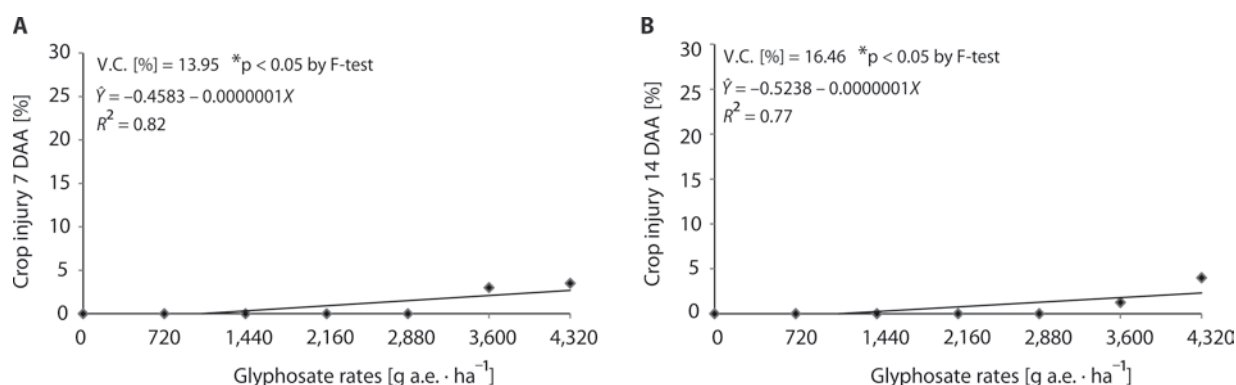 A
V.C. [%] = 13.95 *p < 0.05 by F-test
Ŷ = –0.4583 – 0.0000001X
R² = 0.82
Crop injury 7 DAA [%]
30
25
20
15
10
5
0
0 720 1,440 2,160 2,880 3,600 4,320
Glyphosate rates [g a.e. · ha⁻¹]
B
V.C. [%] = 16.46 *p < 0.05 by F-test
Ŷ = –0.5238 – 0.0000001X
R² = 0.77
Crop injury 14 DAA [%]
30
25
20
15
10
5
0
0 720 1,440 2,160 2,880 3,600 4,320
Glyphosate rates [g a.e. · ha⁻¹]